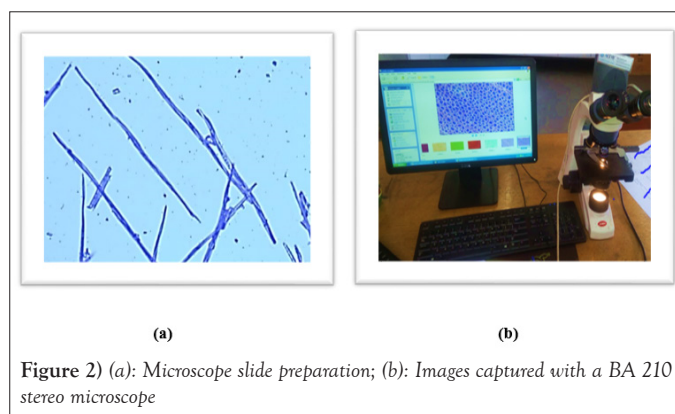 (a)
(b)
Figure 2) (a): Microscope slide preparation; (b): Images captured with a BA 210
stereo microscope